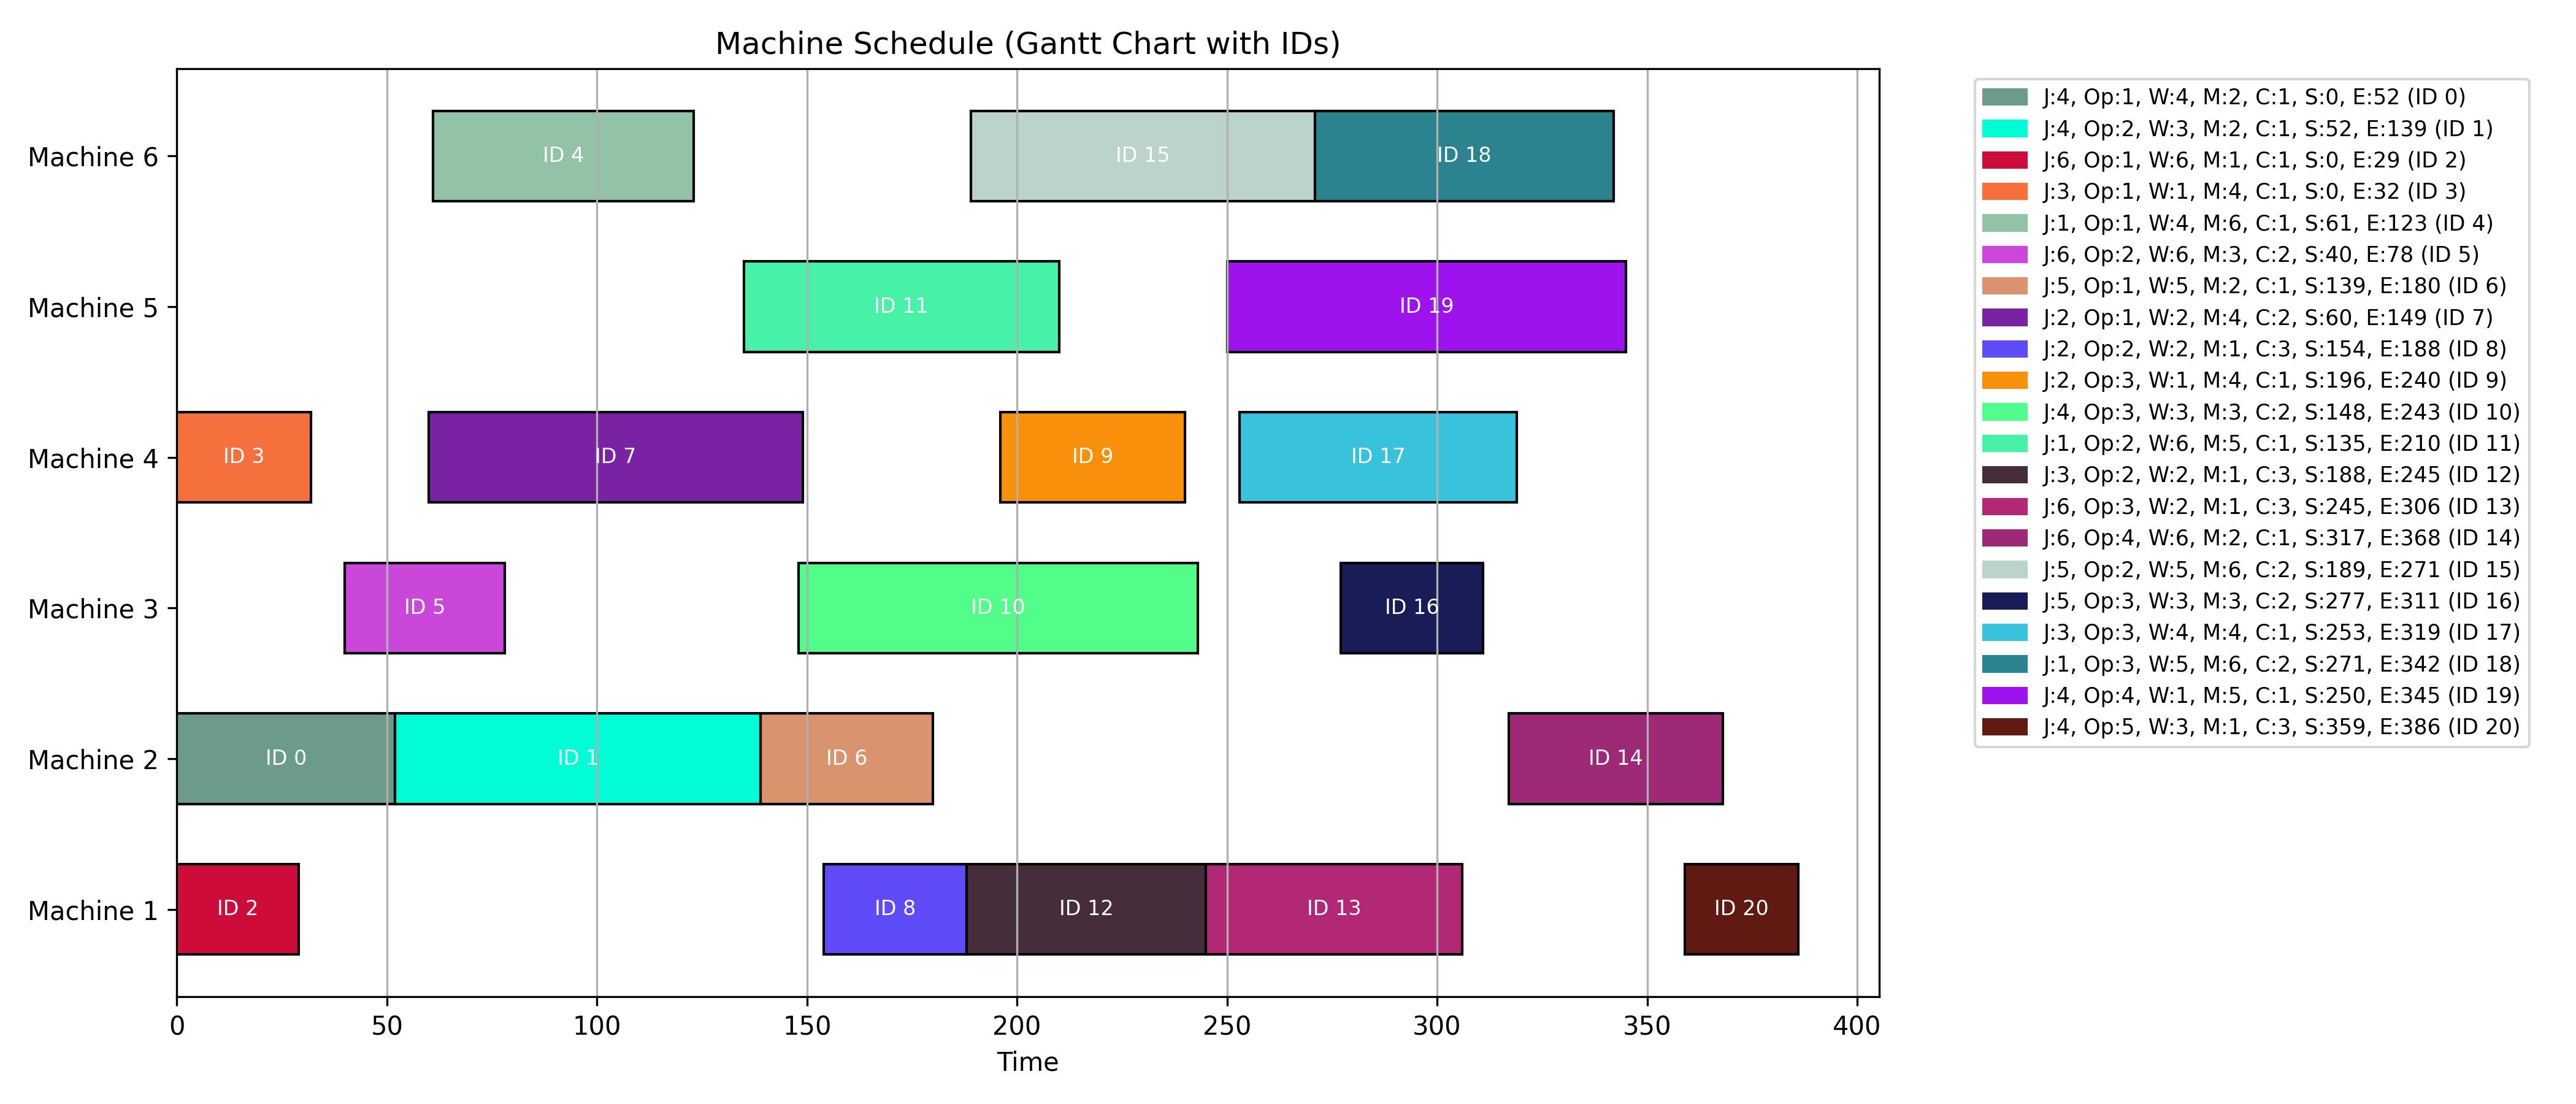 Machine Schedule (Gantt Chart with IDs)
Machine 6
ID 4
ID 15
ID 18
Machine 5
ID 11
ID 19
Machine 4
ID 3
ID 7
ID 9
ID 17
Machine 3
ID 5
ID 10
ID 16
Machine 2
ID 0
ID 1
ID 6
ID 14
Machine 1
ID 2
ID 8
ID 12
ID 13
ID 20
0 50 100 150 200 250 300 350 400
Time
J:4, Op:1, W:4, M:2, C:1, S:0, E:52 (ID 0)
J:4, Op:2, W:3, M:2, C:1, S:52, E:139 (ID 1)
J:6, Op:1, W:6, M:1, C:1, S:0, E:29 (ID 2)
J:3, Op:1, W:1, M:4, C:1, S:0, E:32 (ID 3)
J:1, Op:1, W:4, M:6, C:1, S:61, E:123 (ID 4)
J:6, Op:2, W:6, M:3, C:2, S:40, E:78 (ID 5)
J:5, Op:1, W:5, M:2, C:1, S:139, E:180 (ID 6)
J:2, Op:1, W:2, M:4, C:2, S:60, E:149 (ID 7)
J:2, Op:2, W:2, M:1, C:3, S:154, E:188 (ID 8)
J:2, Op:3, W:1, M:4, C:1, S:196, E:240 (ID 9)
J:4, Op:3, W:3, M:3, C:2, S:148, E:243 (ID 10)
J:1, Op:2, W:6, M:5, C:1, S:135, E:210 (ID 11)
J:3, Op:2, W:2, M:1, C:3, S:188, E:245 (ID 12)
J:6, Op:3, W:2, M:1, C:3, S:245, E:306 (ID 13)
J:6, Op:4, W:6, M:2, C:1, S:317, E:368 (ID 14)
J:5, Op:2, W:5, M:6, C:2, S:189, E:271 (ID 15)
J:5, Op:3, W:3, M:3, C:2, S:277, E:311 (ID 16)
J:3, Op:3, W:4, M:4, C:1, S:253, E:319 (ID 17)
J:1, Op:3, W:5, M:6, C:2, S:271, E:342 (ID 18)
J:4, Op:4, W:1, M:5, C:1, S:250, E:345 (ID 19)
J:4, Op:5, W:3, M:1, C:3, S:359, E:386 (ID 20)